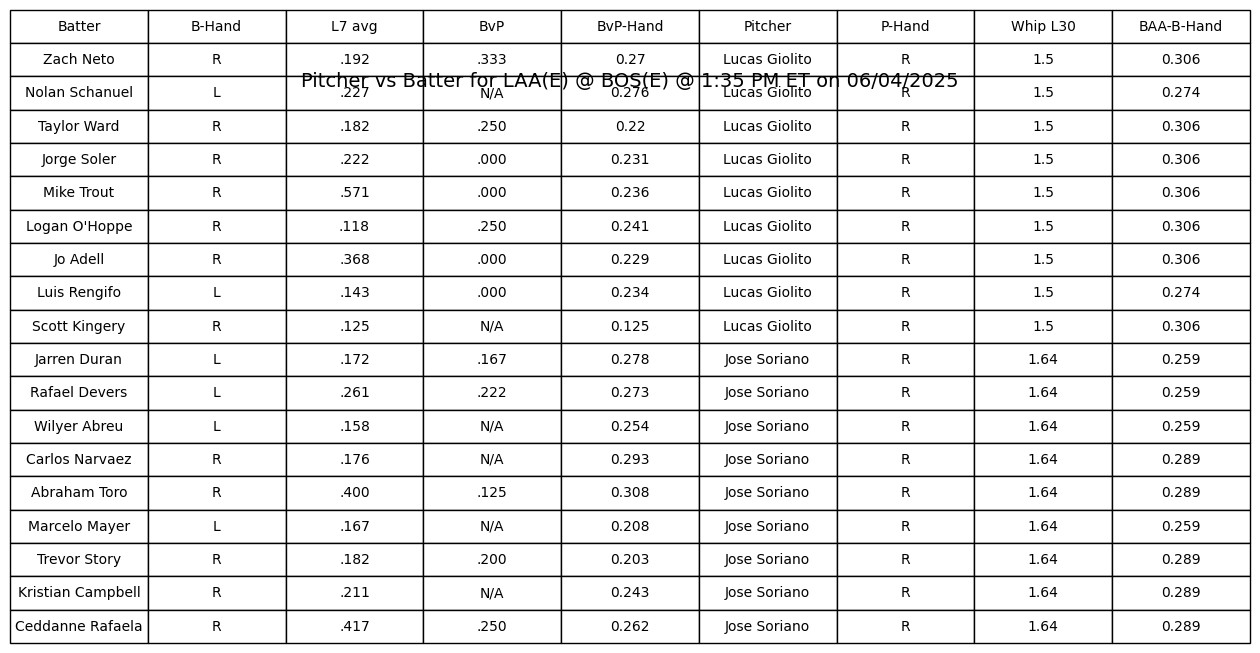 Batter B-Hand L7 avg BvP BvP-Hand Pitcher P-Hand Whip L30 BAA-B-Hand
Zach Neto R .192 .333 0.27 Lucas Giolito R 1.5 0.306
Pitcher vs Batter for LAA(E) @ BOS(E) @ 1:35 PM ET on 06/04/2025
Nolan Schanuel L .227 N/A 0.276 Lucas Giolito R 1.5 0.274
Taylor Ward R .182 .250 0.22 Lucas Giolito R 1.5 0.306
Jorge Soler R .222 .000 0.231 Lucas Giolito R 1.5 0.306
Mike Trout R .571 .000 0.236 Lucas Giolito R 1.5 0.306
Logan O'Hoppe R .118 .250 0.241 Lucas Giolito R 1.5 0.306
Jo Adell R .368 .000 0.229 Lucas Giolito R 1.5 0.306
Luis Rengifo L .143 .000 0.234 Lucas Giolito R 1.5 0.274
Scott Kingery R .125 N/A 0.125 Lucas Giolito R 1.5 0.306
Jarren Duran L .172 .167 0.278 Jose Soriano R 1.64 0.259
Rafael Devers L .261 .222 0.273 Jose Soriano R 1.64 0.259
Wilyer Abreu L .158 N/A 0.254 Jose Soriano R 1.64 0.259
Carlos Narvaez R .176 N/A 0.293 Jose Soriano R 1.64 0.289
Abraham Toro R .400 .125 0.308 Jose Soriano R 1.64 0.289
Marcelo Mayer L .167 N/A 0.208 Jose Soriano R 1.64 0.259
Trevor Story R .182 .200 0.203 Jose Soriano R 1.64 0.289
Kristian Campbell R .211 N/A 0.243 Jose Soriano R 1.64 0.289
Ceddanne Rafaela R .417 .250 0.262 Jose Soriano R 1.64 0.289